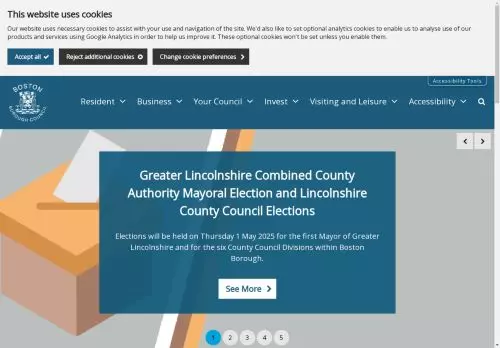 This website uses cookies
Our website uses necessary cookies to assist with your use and navigation of the site. We'd also like to set optional analytics cookies to enable us to analyse use of our
products and services using Google Analytics in order to help us improve it. These optional cookies won't be set unless you enable them.
Accept all
Reject additional cookies
Change cookie preferences
Accessibility Tools
BOSTON
BOROUGH COUNCIL
Resident
Business
Your Council
Invest
Visiting and Leisure
Accessibility
Greater Lincolnshire Combined County
Authority Mayoral Election and Lincolnshire
County Council Elections
Elections will be held on Thursday 1 May 2025 for the first Mayor of Greater
Lincolnshire and for the six County Council Divisions within Boston
Borough.
See More
1 2 3 4 5